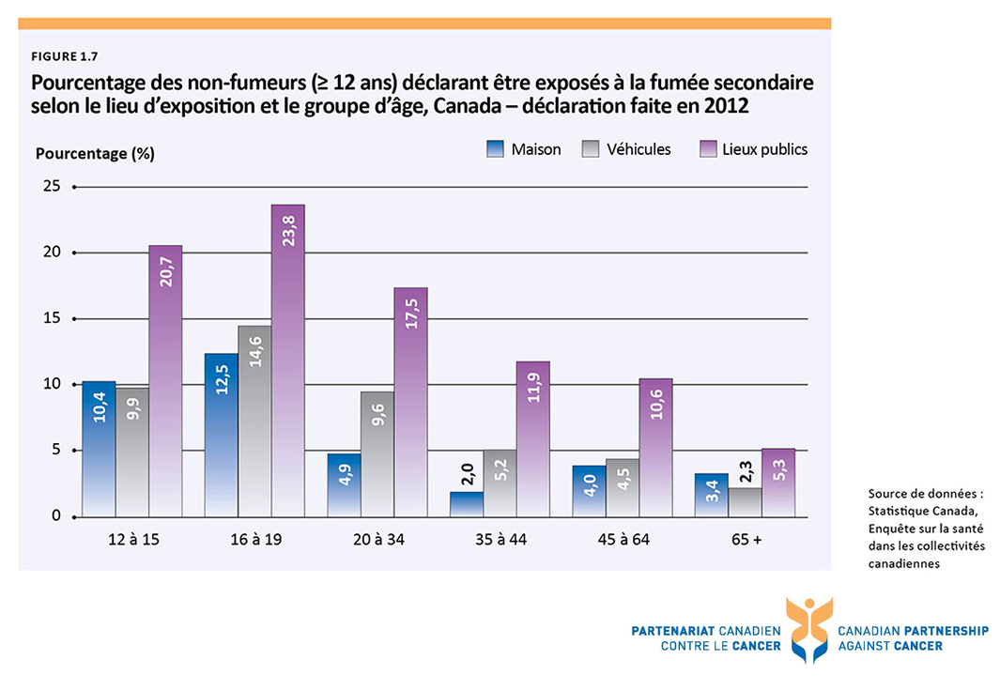 FIGURE 1.7
Pourcentage des non-fumeurs (≥ 12 ans) déclarant être exposés à la fumée secondaire
selon le lieu d’exposition et le groupe d’âge, Canada – déclaration faite en 2012
Pourcentage (%)
Maison Véhicules Lieux publics
25
20
15
10
5
0
10,4 9,9 20,7
12,5 14,6 23,8
4,9 9,6 17,5
2,0 5,2 11,9
4,0 4,5 10,6
3,4 2,3 5,3
12 à 15 16 à 19 20 à 34 35 à 44 45 à 64 65 +
Source de données :
Statistique Canada,
Enquête sur la santé
dans les collectivités
canadiennes
PARTENARIAT CANADIEN
CONTRE LE CANCER
CANADIAN PARTNERSHIP
AGAINST CANCER